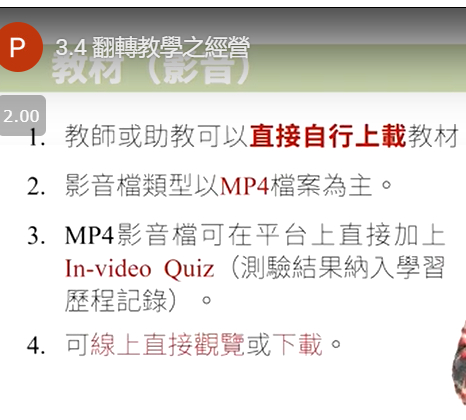 P 3.4 翻轉教學之經營
教材（影音）
2.00
1. 教師或助教可以直接自行上載教材
2. 影音檔類型以MP4檔案為主。
3. MP4影音檔可在平台上直接加上
In-video Quiz（測驗結果納入學習
歷程記錄）。
4. 可線上直接觀覽或下載。